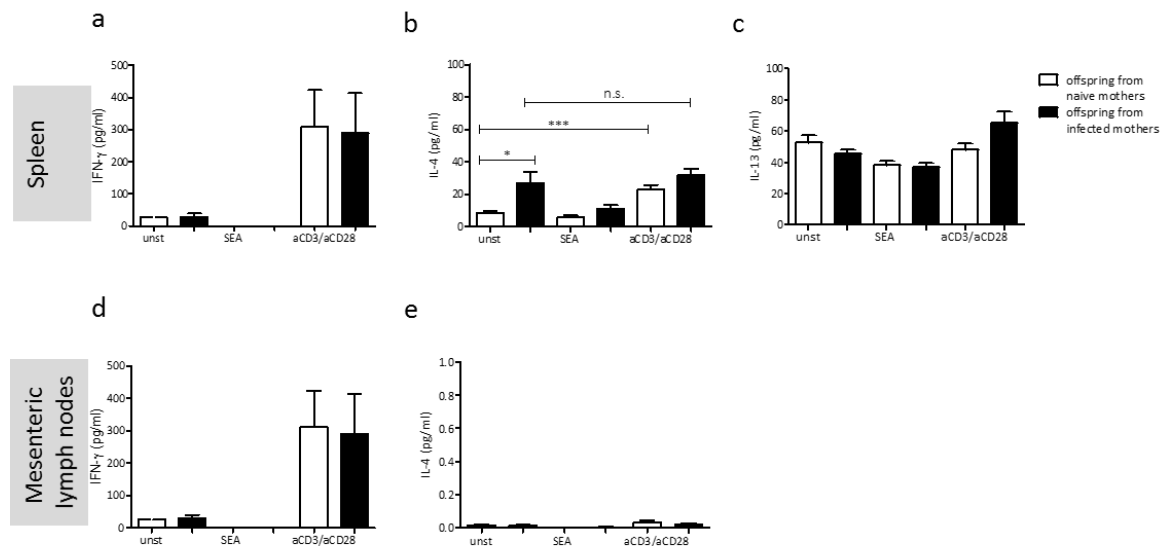 a
b
c
Spleen
IFN-γ (pg/ml)
500
400
300
200
100
0
unst
SEA
aCD3/aCD28
IL-4 (pg/ml)
100
80
60
40
20
0
n.s.
***
*
unst
SEA
aCD3/aCD28
IL-13 (pg/ml)
100
80
60
40
20
0
unst
SEA
aCD3/aCD28
offspring from
naive mothers
offspring from
infected mothers
d
e
Mesenteric
lymph nodes
IFN-γ (pg/ml)
500
400
300
200
100
0
unst
SEA
aCD3/aCD28
IL-4 (pg/ml)
1.0
0.8
0.6
0.4
0.2
0.0
unst
SEA
aCD3/aCD28